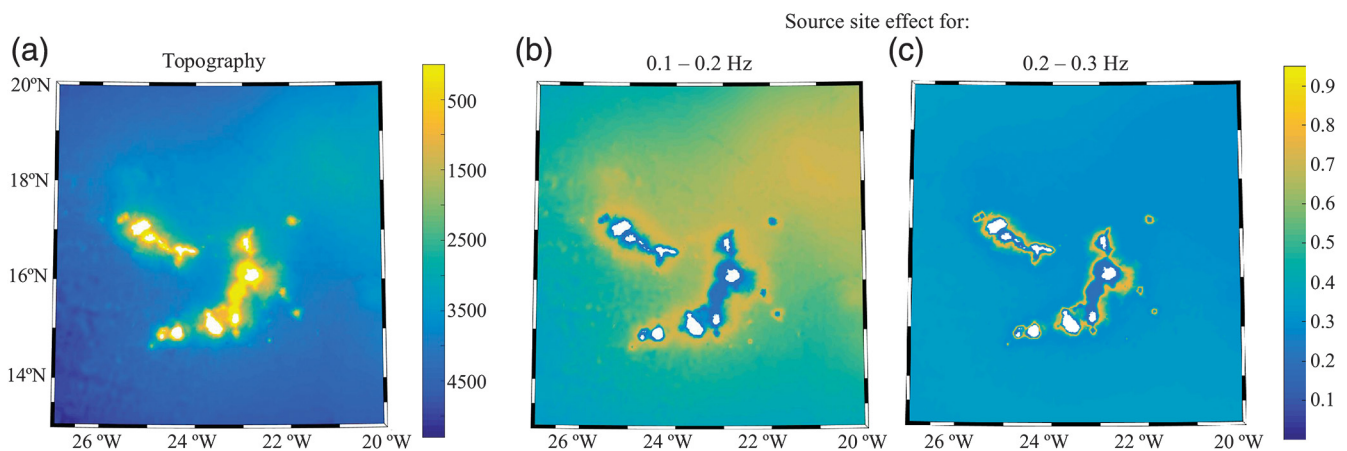 Source site effect for:
(a) (b) (c)
Topography 0.1 – 0.2 Hz 0.2 – 0.3 Hz
20ºN
18ºN
16ºN
14ºN
26 ºW 24 ºW 22 ºW 20 ºW
500
1500
2500
3500
4500
26 ºW 24 ºW 22 ºW 20 ºW
26 ºW 24 ºW 22 ºW 20 ºW
0.9
0.8
0.7
0.6
0.5
0.4
0.3
0.2
0.1